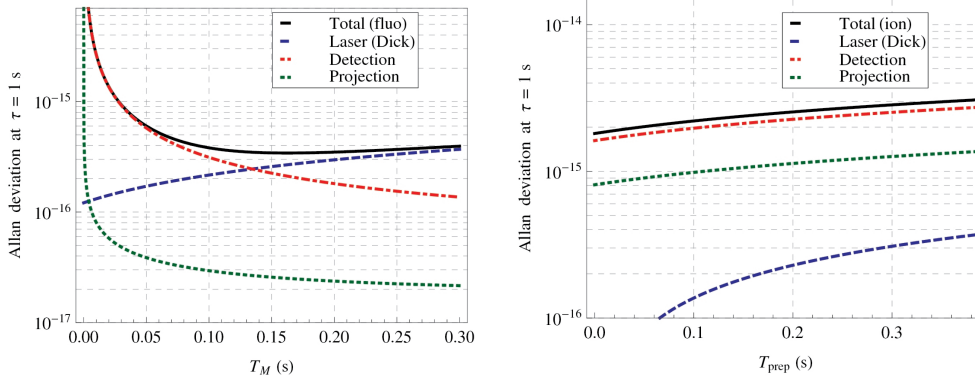 Allan deviation at τ = 1 s
10⁻¹⁵
10⁻¹⁶
10⁻¹⁷
Total (fluo)
Laser (Dick)
Detection
Projection
0.00 0.05 0.10 0.15 0.20 0.25 0.30
T_M (s)
Allan deviation at τ = 1 s
10⁻¹⁴
10⁻¹⁵
10⁻¹⁶
Total (ion)
Laser (Dick)
Detection
Projection
0.0 0.1 0.2 0.3
T_prep (s)